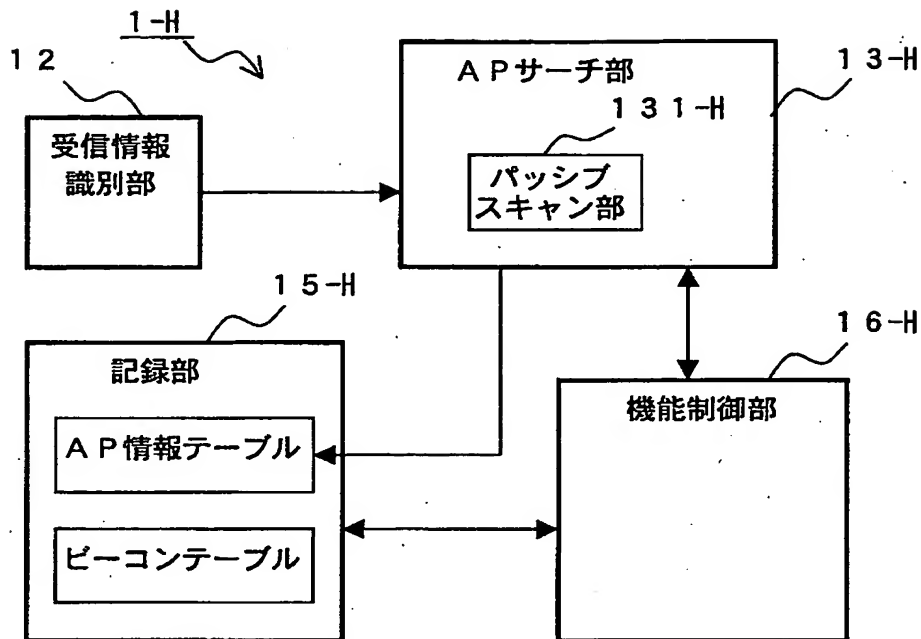 1-H
12
受信情報
識別部
APサーチ部
13-H
131-H
パッシブ
スキャン部
15-H
記録部
AP情報テーブル
ビーコンテーブル
16-H
機能制御部